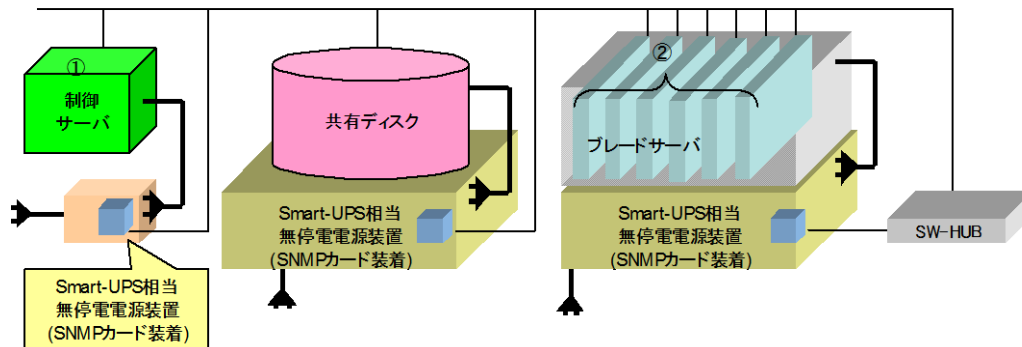 ①
制御
サーバ
共有ディスク
②
ブレードサーバ
Smart-UPS相当
無停電電源装置
(SNMPカード装着)
Smart-UPS相当
無停電電源装置
(SNMPカード装着)
SW-HUB
Smart-UPS相当
無停電電源装置
(SNMPカード装着)